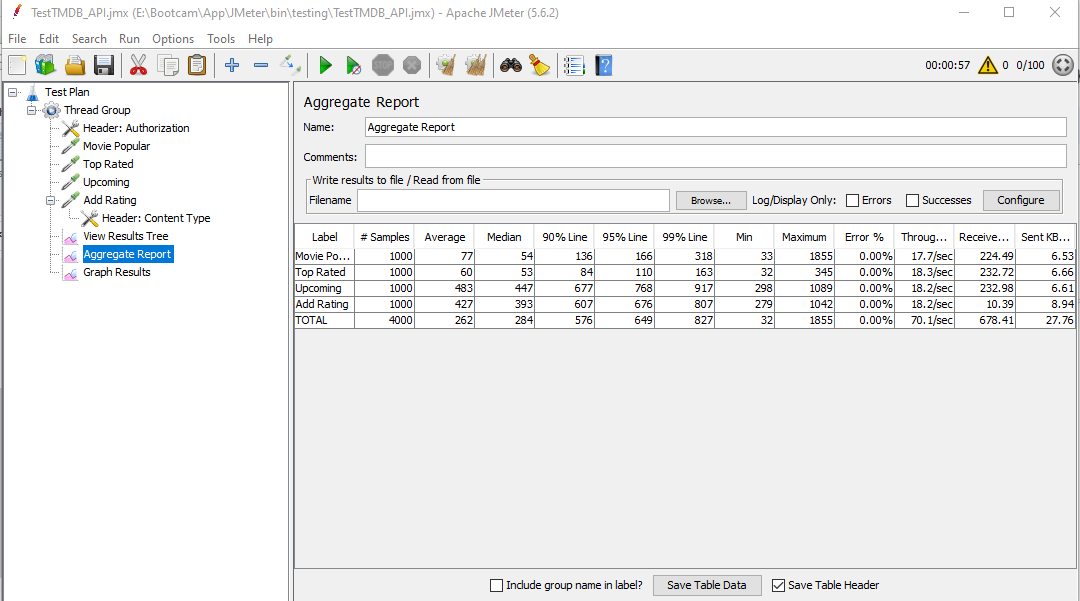 TestTMDB_API.jmx (E:\Bootcam\App\JMeter\bin\testing\TestTMDB_API.jmx) - Apache JMeter (5.6.2)
File Edit Search Run Options Tools Help
STOP 00:00:57 0 0/100
Test Plan
Thread Group
Header: Authorization
Movie Popular
Top Rated
Upcoming
Add Rating
Header: Content Type
View Results Tree
Aggregate Report
Graph Results
Aggregate Report
Name: Aggregate Report
Comments:
Write results to file / Read from file
Filename Browse... Log/Display Only: Errors Successes Configure
Label # Samples Average Median 90% Line 95% Line 99% Line Min Maximum Error % Throug... Receive... Sent KB...
Movie Po... 1000 77 54 136 166 318 33 1855 0.00% 17.7/sec 224.49 6.53
Top Rated 1000 60 53 84 110 163 32 345 0.00% 18.3/sec 232.72 6.66
Upcoming 1000 483 447 677 768 917 298 1089 0.00% 18.2/sec 232.98 6.61
Add Rating 1000 427 393 607 676 807 279 1042 0.00% 18.2/sec 10.39 8.94
TOTAL 4000 262 284 576 649 827 32 1855 0.00% 70.1/sec 678.41 27.76
Include group name in label? Save Table Data Save Table Header